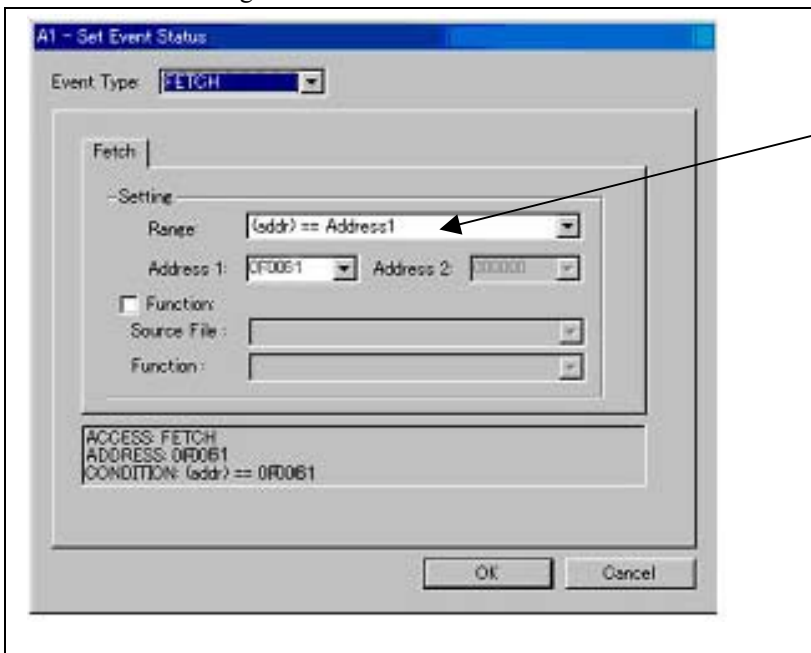 A1 - Set Event Status
Event Type: FETCH
Fetch
Setting
Range: (addr) == Address1
Address 1: 0F0061 Address 2: 000000
Function:
Source File :
Function :
ACCESS: FETCH
ADDRESS: 0F0061
CONDITION: (addr) == 0F0061
OK Cancel